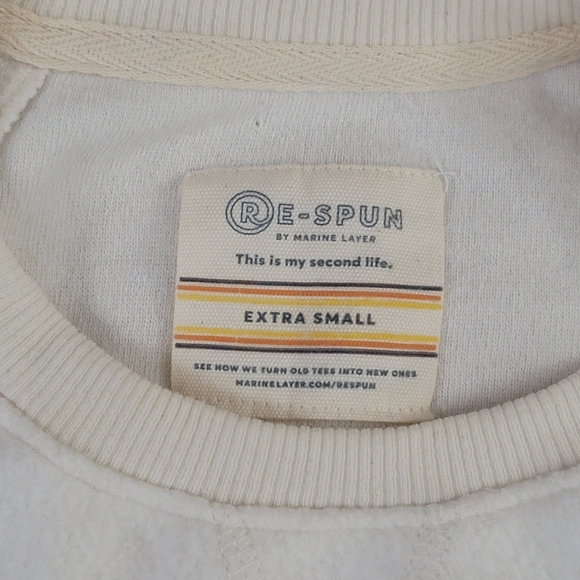 RE-SPUN
BY MARINE LAYER
This is my second life.
EXTRA SMALL
SEE HOW WE TURN OLD TEES INTO NEW ONES
MARINELAYER.COM/RESPUN